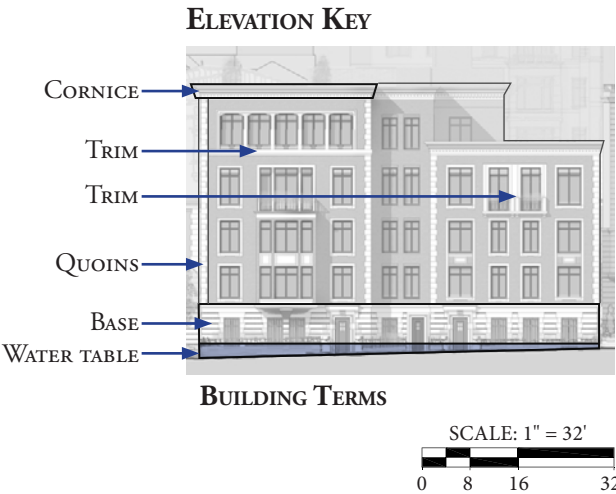 ELEVATION KEY
CORNICE
TRIM
TRIM
QUOINS
BASE
WATER TABLE
BUILDING TERMS
SCALE: 1" = 32'
0 8 16 32